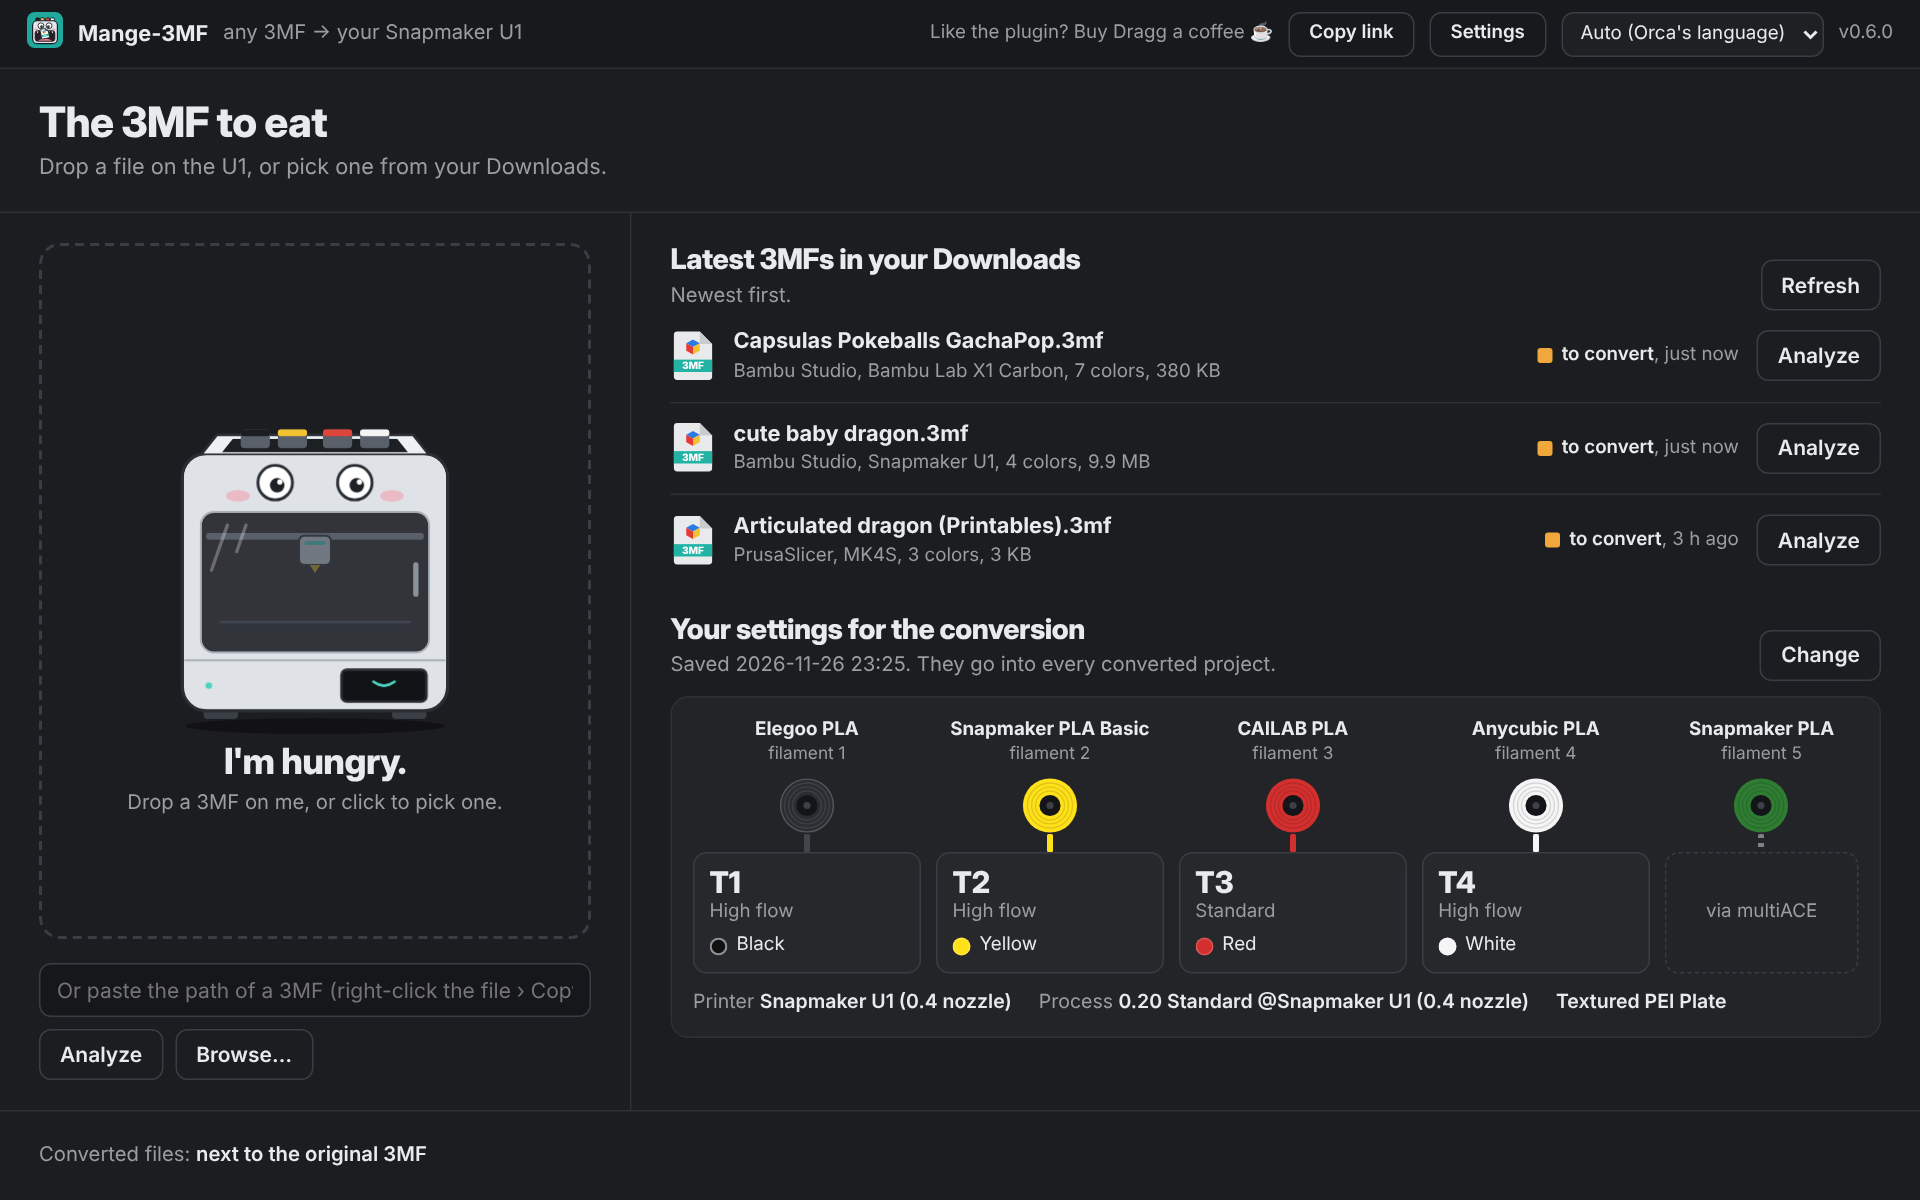 Mange-3MF any 3MF → your Snapmaker U1
Like the plugin? Buy Dragg a coffee ☕ Copy link Settings Auto (Orca's language) v0.6.0
The 3MF to eat
Drop a file on the U1, or pick one from your Downloads.
I'm hungry.
Drop a 3MF on me, or click to pick one.
Or paste the path of a 3MF (right-click the file › Cop
Analyze Browse...
Latest 3MFs in your Downloads
Newest first.
Refresh
3MF
Capsulas Pokeballs GachaPop.3mf
Bambu Studio, Bambu Lab X1 Carbon, 7 colors, 380 KB
to convert, just now
Analyze
3MF
cute baby dragon.3mf
Bambu Studio, Snapmaker U1, 4 colors, 9.9 MB
to convert, just now
Analyze
3MF
Articulated dragon (Printables).3mf
PrusaSlicer, MK4S, 3 colors, 3 KB
to convert, 3 h ago
Analyze
Your settings for the conversion
Saved 2026-11-26 23:25. They go into every converted project.
Change
Elegoo PLA
filament 1
T1
High flow
Black
Snapmaker PLA Basic
filament 2
T2
High flow
Yellow
CAILAB PLA
filament 3
T3
Standard
Red
Anycubic PLA
filament 4
T4
High flow
White
Snapmaker PLA
filament 5
via multiACE
Printer Snapmaker U1 (0.4 nozzle) Process 0.20 Standard @Snapmaker U1 (0.4 nozzle) Textured PEI Plate
Converted files: next to the original 3MF